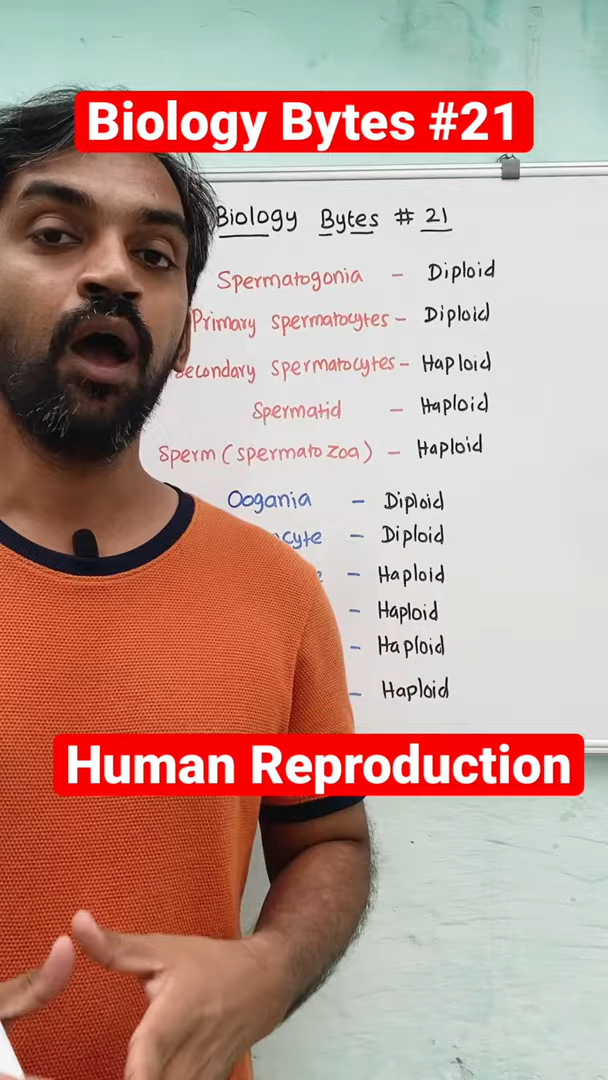 Biology Bytes #21
Biology Bytes # 21
Spermatogonia - Diploid
Primary spermatocytes - Diploid
Secondary spermatocytes - Haploid
Spermatid - Haploid
Sperm (spermatozoa) - Haploid
Oogania - Diploid
cyte - Diploid
- Haploid
- Haploid
- Haploid
- Haploid
Human Reproduction